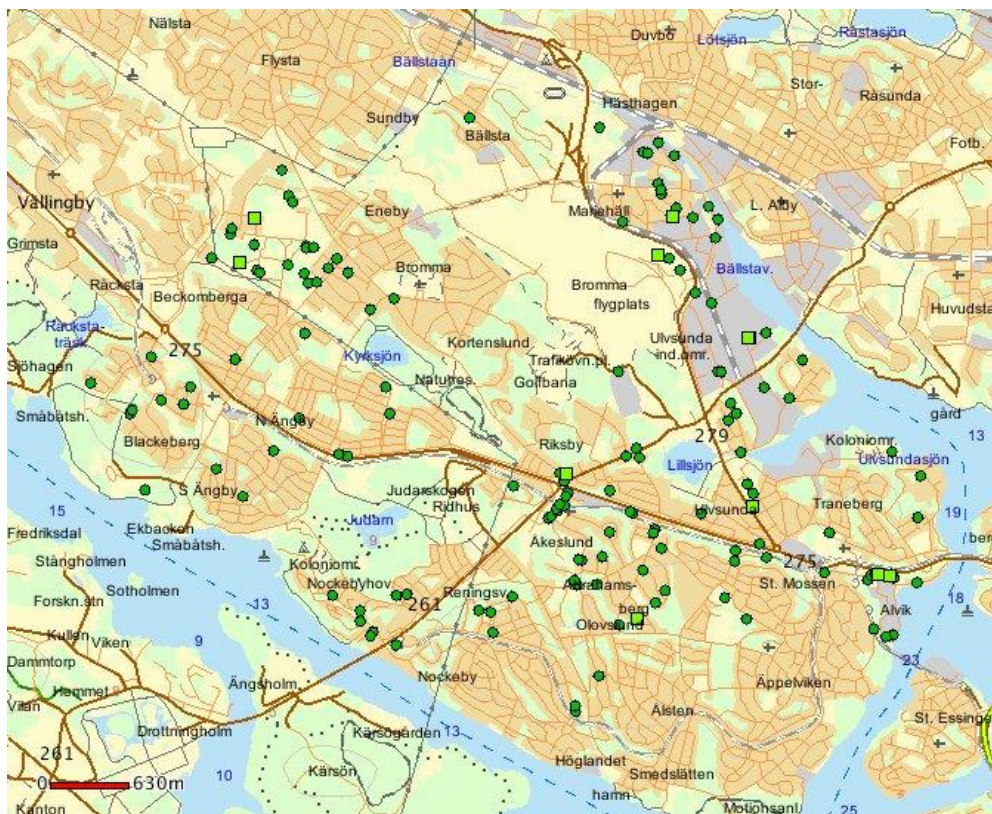 Nälsta
Duvbo
Lötsjön
Råstasjön
Flysta
Bällstaån
Stor-
Råsunda
Hästhagen
Sundby
Bällsta
Fotb.
Vällingby
Eneby
Mariehäll
L. Alby
Grimsta
Råcksta
Bromma
Bällstav.
Beckomberga
Bromma
flygplats
Huvudsta
Råcksta-
träsk
275
Kyrksjön
Kortenslund
Ulvsunda
ind.omr.
Sjöhagen
Trafikövn.pl.
Naturres.
Golfbana
Småbåtsh.
gård
N Ängby
279
13
Blackeberg
Riksby
Koloniomr.
Lillsjön
Ulvsundasjön
S Ängby
Judarskogen
Ridhus
Traneberg
15
Ulvsunda
19
Ekbacken
Småbåtsh.
Judarn
9
Fredriksdal
Åkeslund
Stångholmen
Koloniomr.
275
Nockebyhov
Abrahams-
berg
St. Mossen
Sotholmen
Reningsv.
Forskn.stn
13
261
18
Olovslund
Alvik
Kullen
Viken
9
Dammtorp
23
Ängsholm
Nockeby
Äppelviken
Hemmet
Ålsten
St. Essinge
Drottningholm
Kärsögården
13
261
Höglandet
10
Kärsön
Smedslätten
0
630m
hamn
Kanton
Motionsanl
25